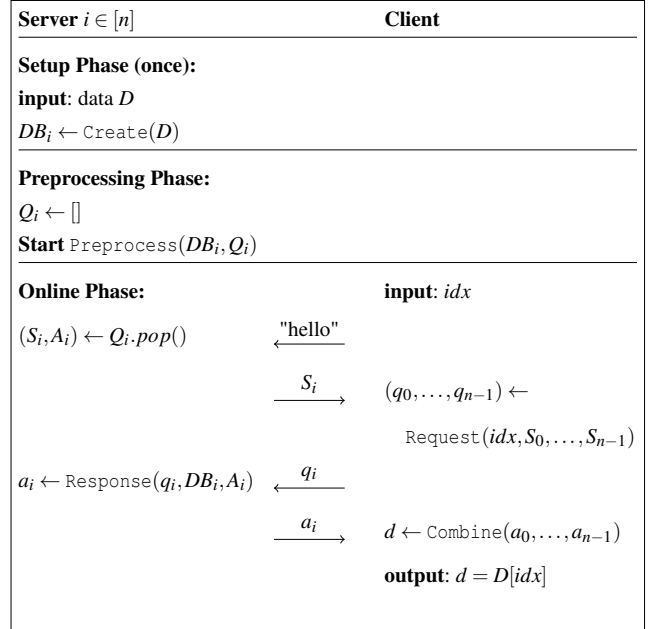 Server i ∈ [n] Client
Setup Phase (once):
input: data D
DB_i ← Create(D)
Preprocessing Phase:
Q_i ← []
Start Preprocess(DB_i, Q_i)
Online Phase: input: idx
(S_i, A_i) ← Q_i.pop() "hello"
S_i (q_0, ..., q_{n−1}) ←
Request(idx, S_0, ..., S_{n−1})
a_i ← Response(q_i, DB_i, A_i) q_i
a_i d ← Combine(a_0, ..., a_{n−1})
output: d = D[idx]